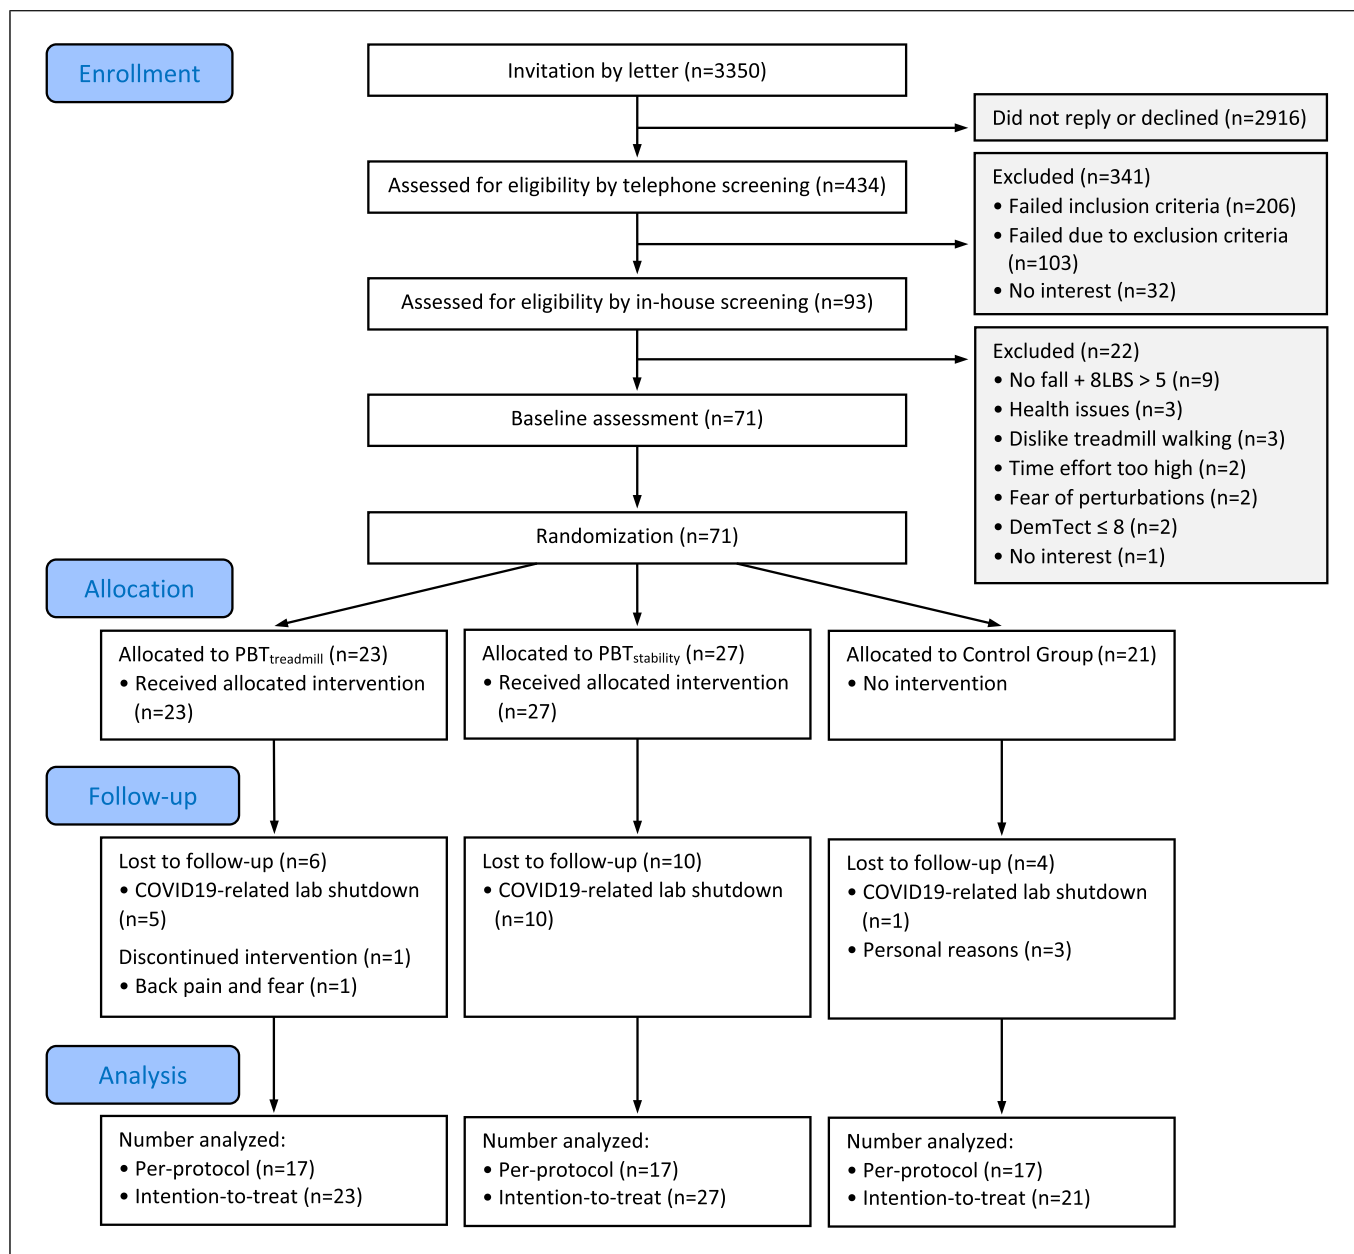 Enrollment
Invitation by letter (n=3350)
Did not reply or declined (n=2916)
Assessed for eligibility by telephone screening (n=434)
Excluded (n=341)
• Failed inclusion criteria (n=206)
• Failed due to exclusion criteria
(n=103)
• No interest (n=32)
Assessed for eligibility by in-house screening (n=93)
Excluded (n=22)
• No fall + 8LBS > 5 (n=9)
• Health issues (n=3)
• Dislike treadmill walking (n=3)
• Time effort too high (n=2)
• Fear of perturbations (n=2)
• DemTect ≤ 8 (n=2)
• No interest (n=1)
Baseline assessment (n=71)
Randomization (n=71)
Allocation
Allocated to PBTtreadmill (n=23)
• Received allocated intervention
(n=23)
Allocated to PBTstability (n=27)
• Received allocated intervention
(n=27)
Allocated to Control Group (n=21)
• No intervention
Follow-up
Lost to follow-up (n=6)
• COVID19-related lab shutdown
(n=5)
Discontinued intervention (n=1)
• Back pain and fear (n=1)
Lost to follow-up (n=10)
• COVID19-related lab shutdown
(n=10)
Lost to follow-up (n=4)
• COVID19-related lab shutdown
(n=1)
• Personal reasons (n=3)
Analysis
Number analyzed:
• Per-protocol (n=17)
• Intention-to-treat (n=23)
Number analyzed:
• Per-protocol (n=17)
• Intention-to-treat (n=27)
Number analyzed:
• Per-protocol (n=17)
• Intention-to-treat (n=21)